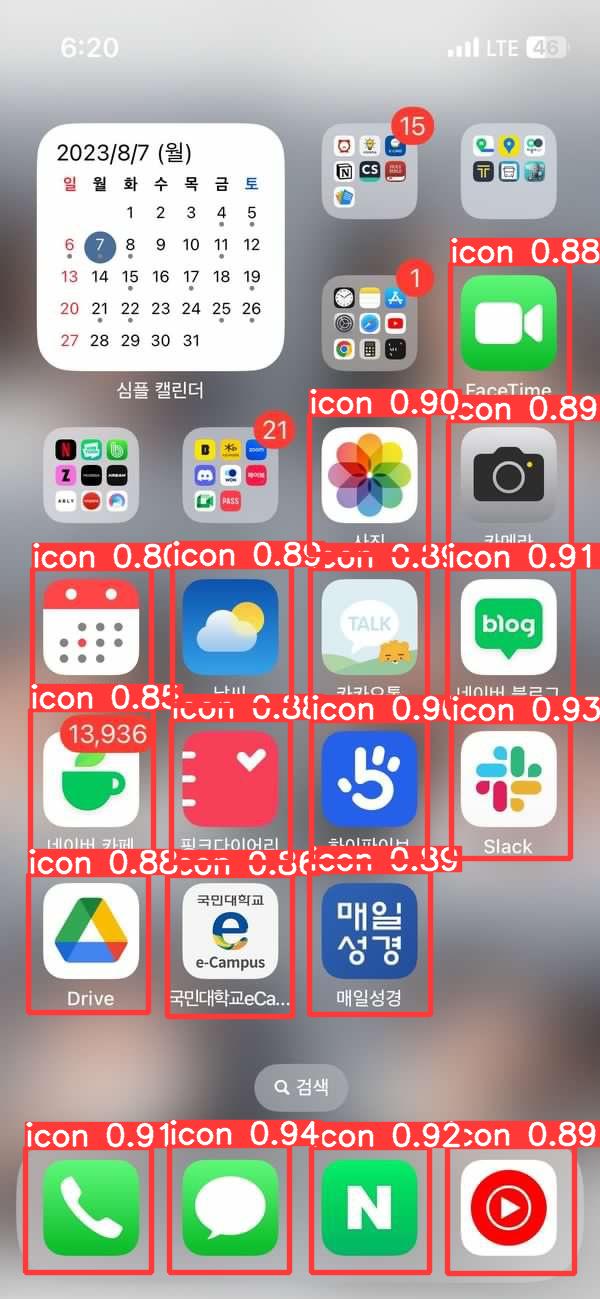 6:20 LTE 46
2023/8/7 (월)
일 월 화 수 목 금 토
1 2 3 4 5
6 7 8 9 10 11 12
13 14 15 16 17 18 19
20 21 22 23 24 25 26
27 28 29 30 31
심플 캘린더
15
CS
1
icon 0.88
FaceTime
21
zoom
PASS
icon 0.90
사진
icon 0.89
카메라
icon 0.80
icon 0.89
날씨
icon 0.89
TALK
카카오톡
icon 0.91
blog
네이버 블로그
icon 0.85
13,936
네이버 카페
icon 0.88
핑크다이어리
icon 0.90
하이파이브
icon 0.93
Slack
icon 0.88
Drive
icon 0.86
국민대학교
e
e-Campus
국민대학교eCa...
icon 0.89
매일
성경
매일성경
검색
icon 0.91
icon 0.94
icon 0.92
N
icon 0.89